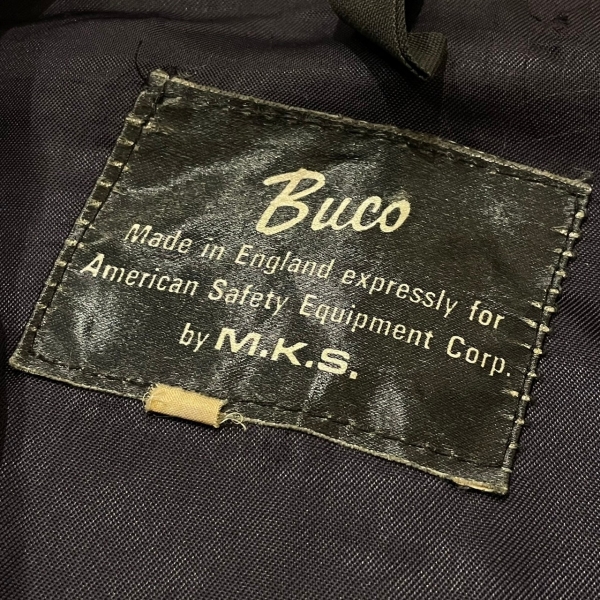 Buco
Made in England expressly for
American Safety Equipment Corp.
by M.K.S.